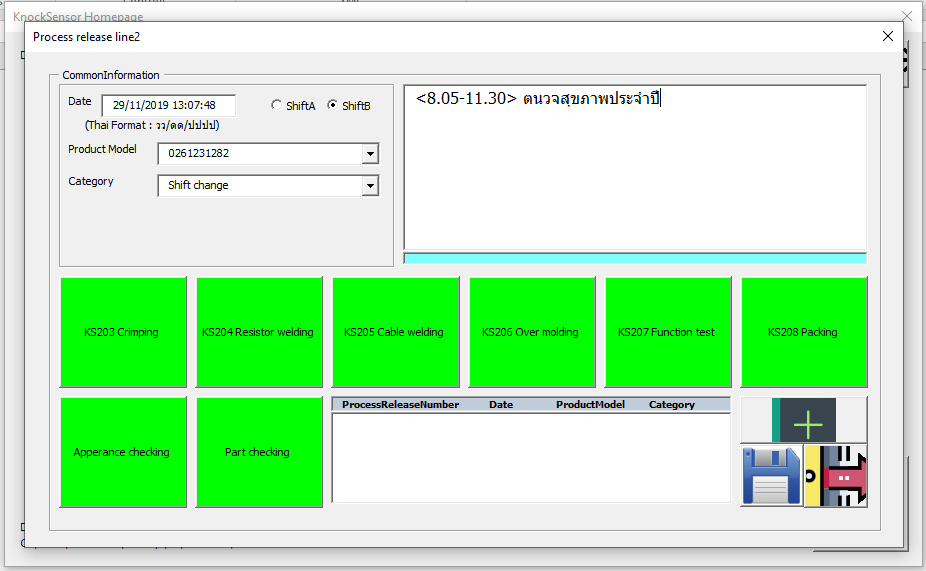 KnockSensor Homepage
Process release line2
CommonInformation
Date
29/11/2019 13:07:48
ShiftA
ShiftB
(Thai Format : วว/ดด/ปปปป)
Product Model
0261231282
Category
Shift change
<8.05-11.30> ตนวจสุขภาพประจำปี
KS203 Crimping
KS204 Resistor welding
KS205 Cable welding
KS206 Over molding
KS207 Function test
KS208 Packing
Apperance checking
Part checking
ProcessReleaseNumber
Date
ProductModel
Category